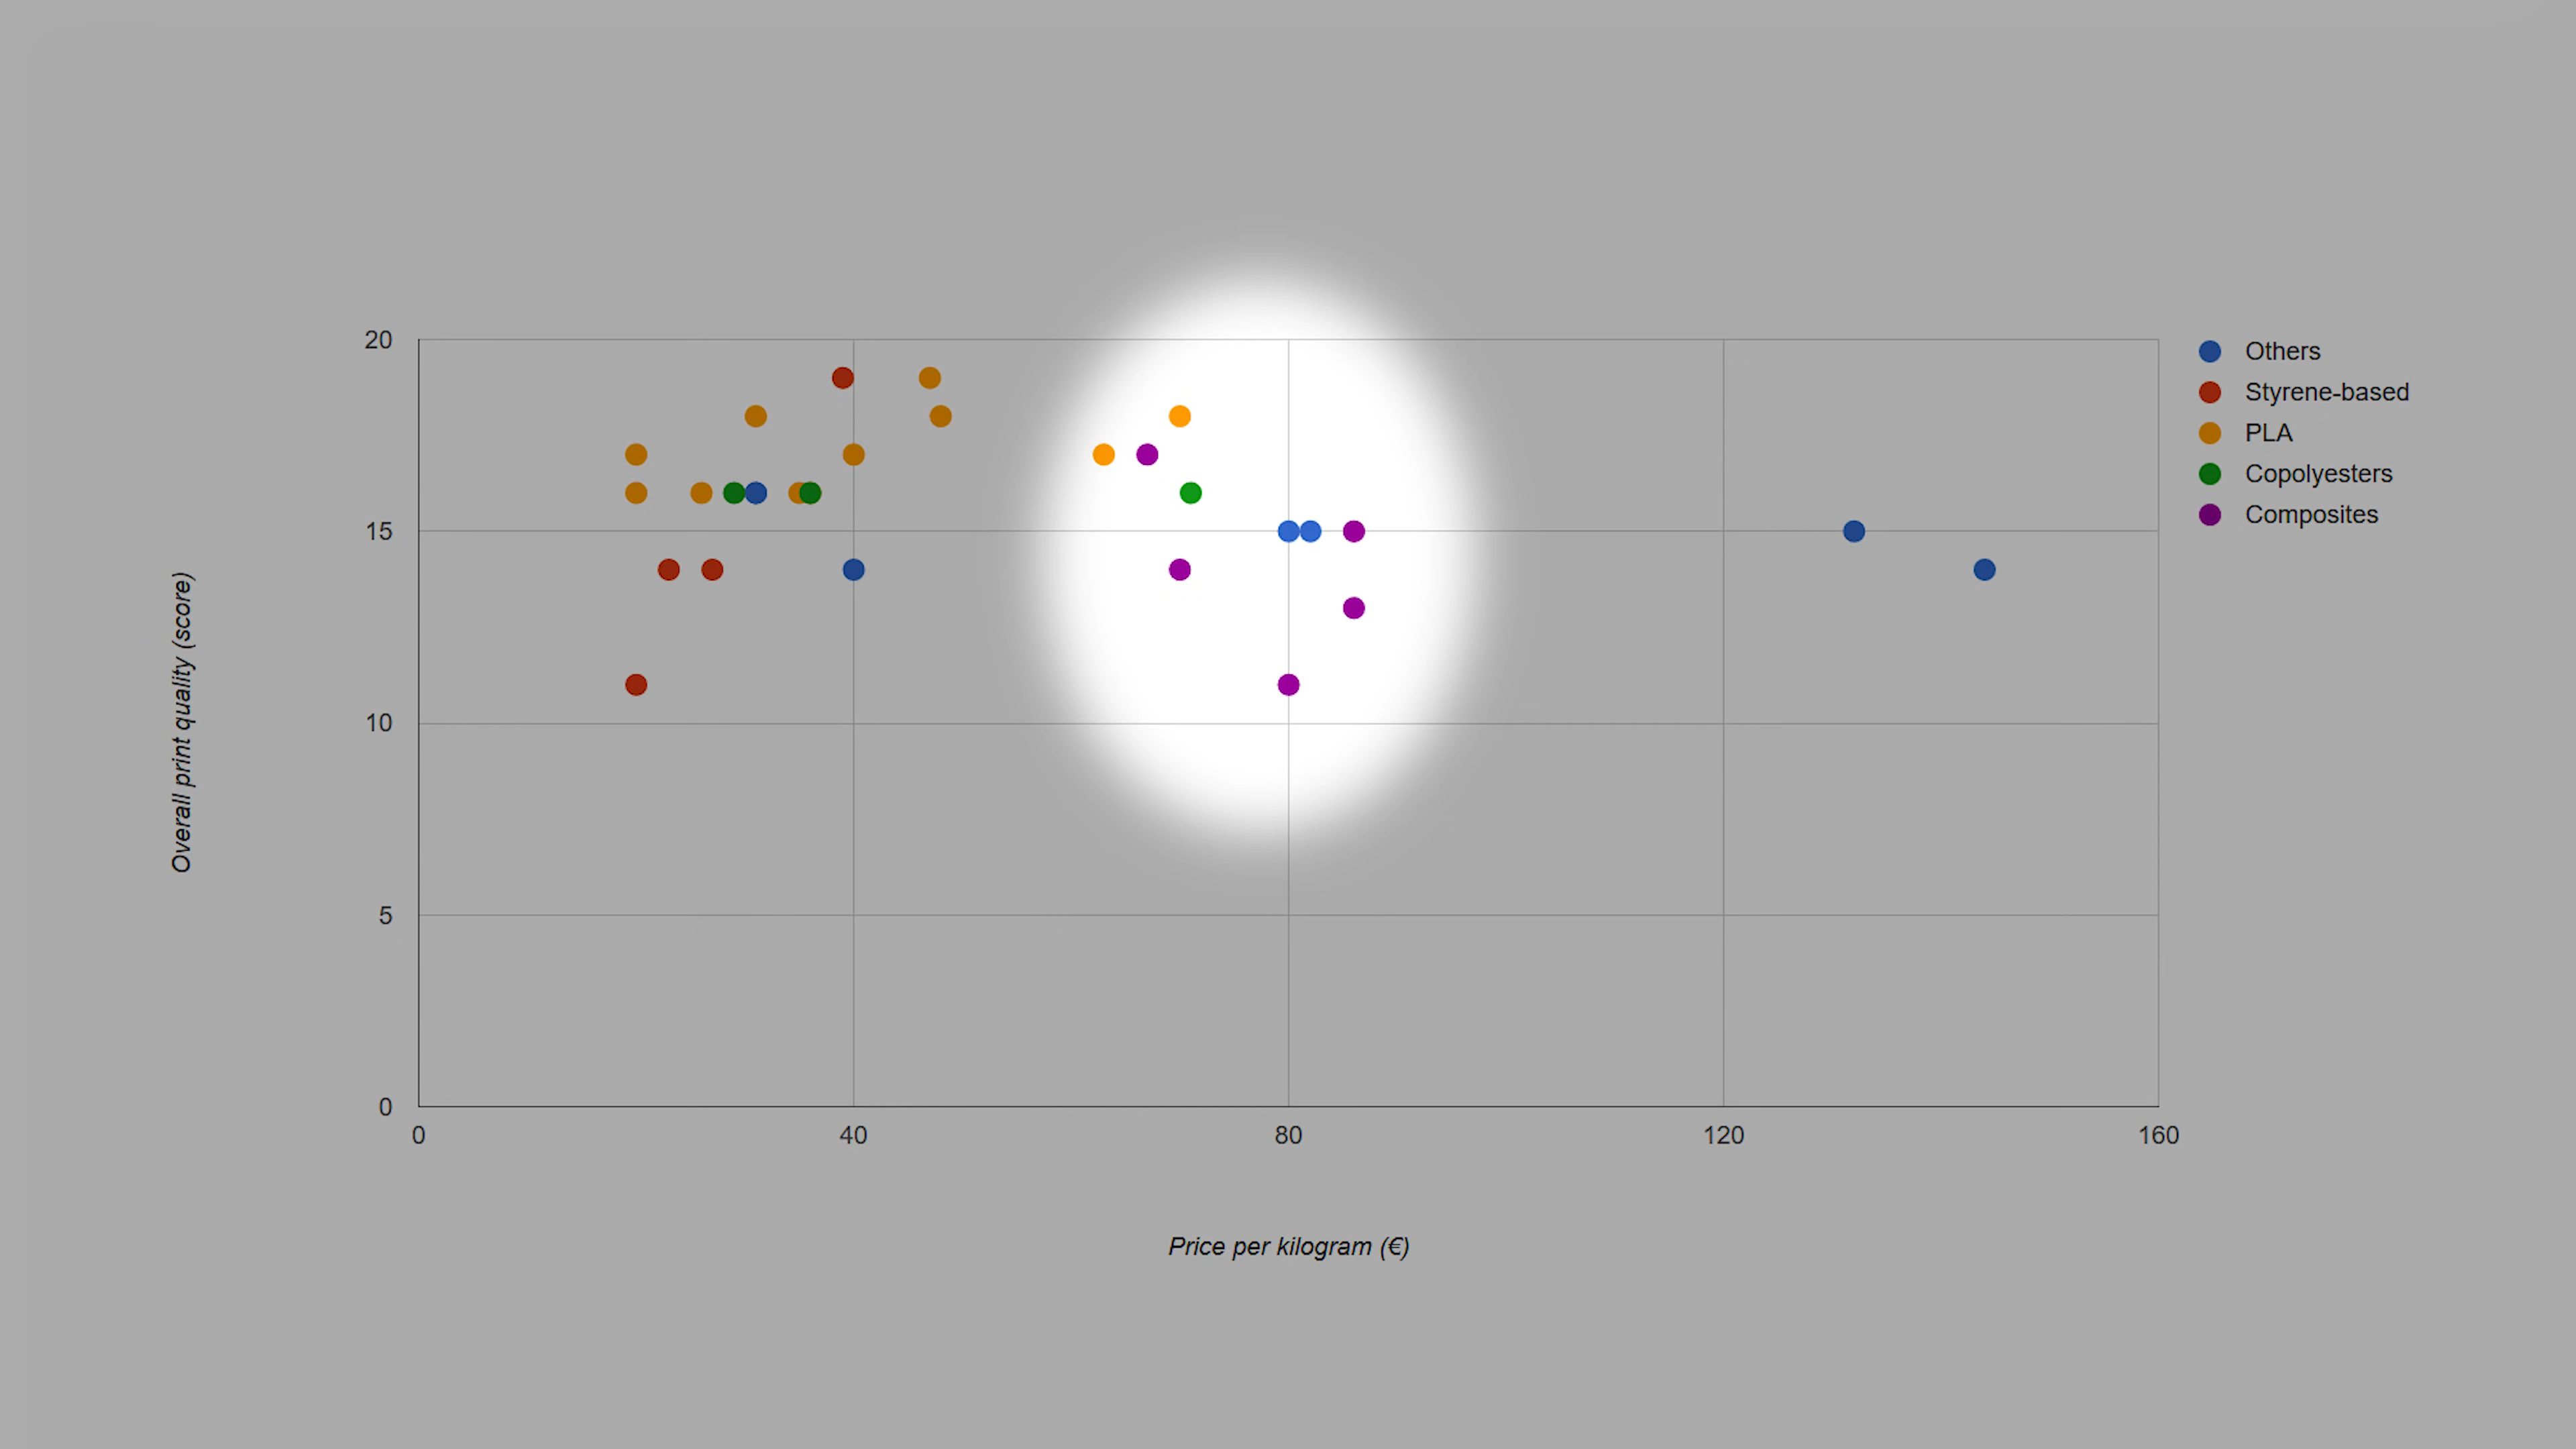 20
15
10
5
0
0
40
80
120
160
Overall print quality (score)
Price per kilogram (€)
Others
Styrene-based
PLA
Copolyesters
Composites